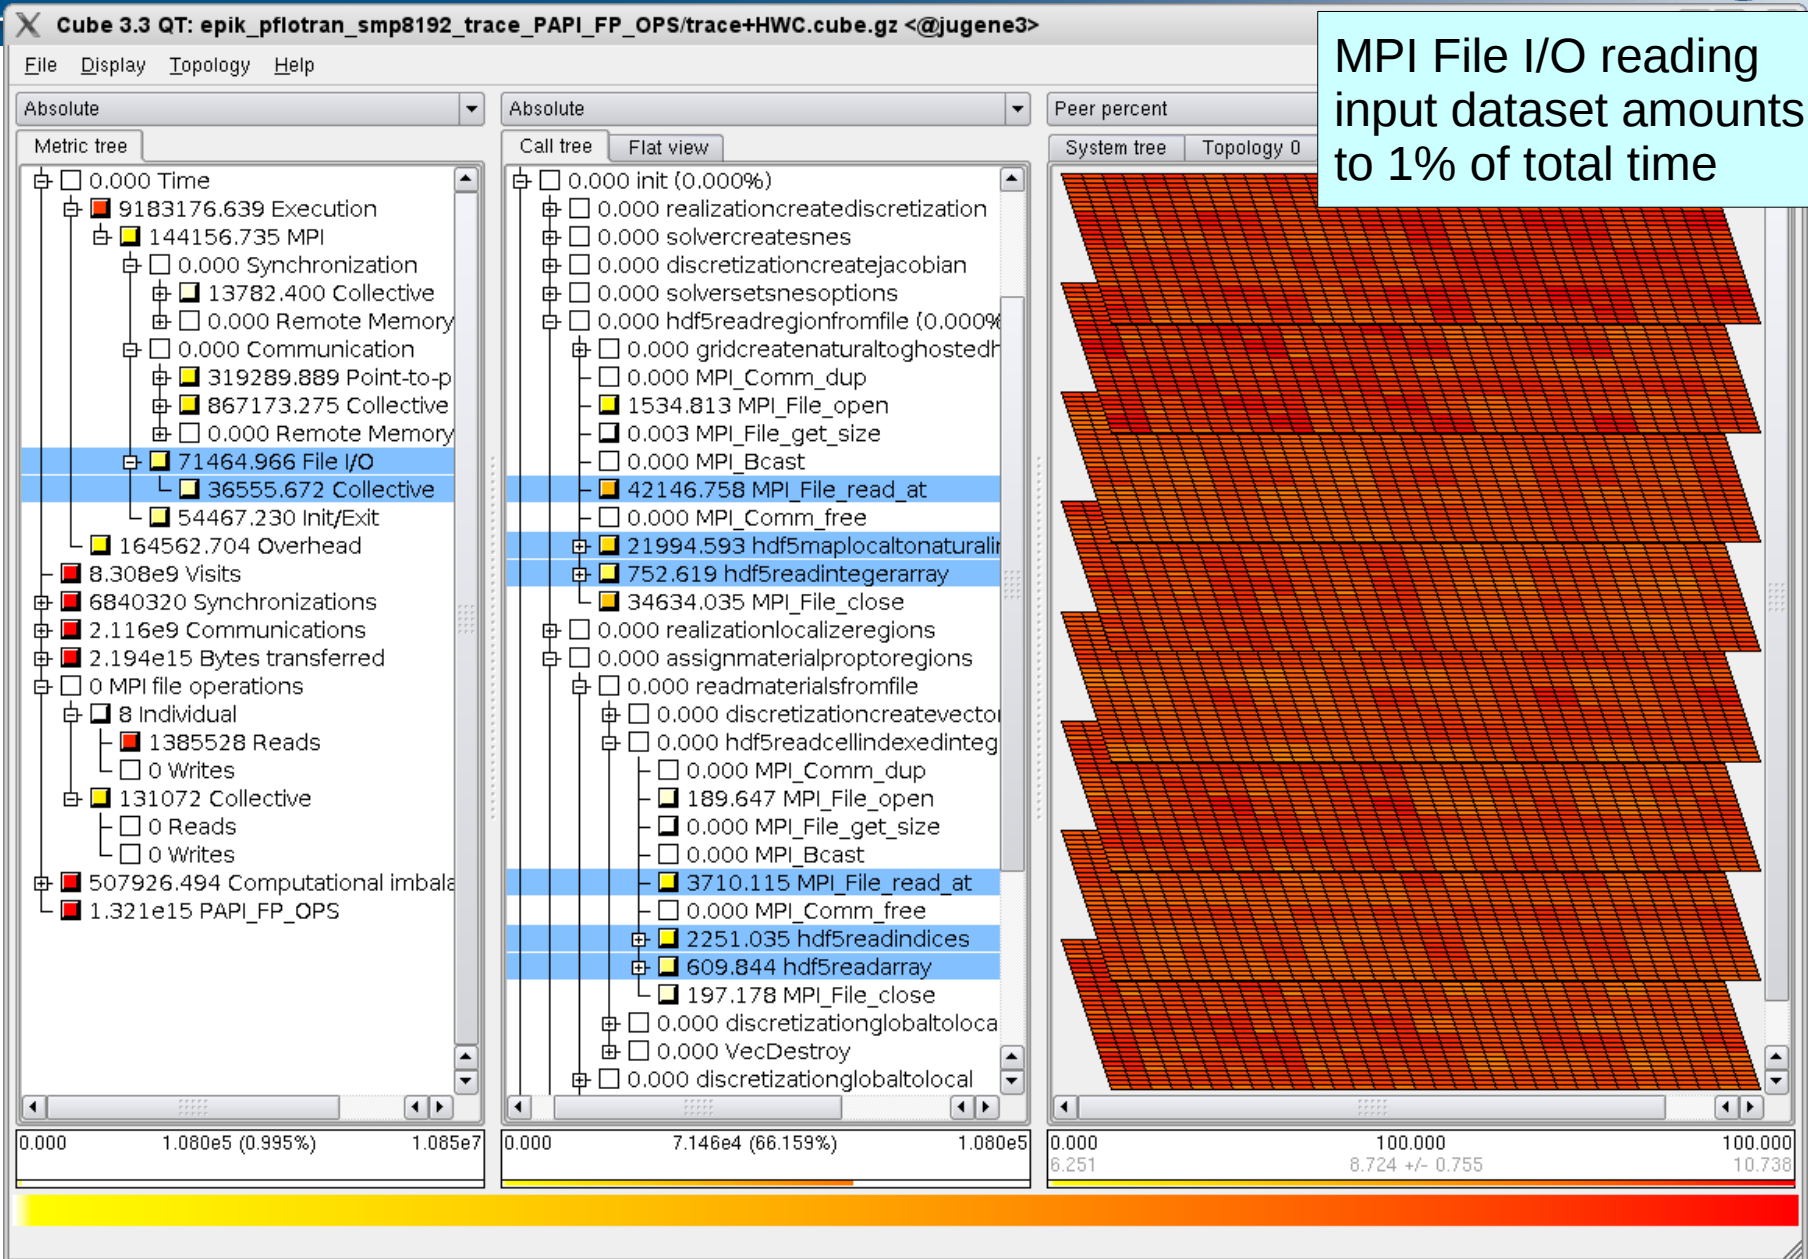 Cube 3.3 QT: epik_pflotran_smp8192_trace_PAPI_FP_OPS/trace+HWC.cube.gz <@jugene3>
MPI File I/O reading
input dataset amounts
to 1% of total time
File Display Topology Help
Absolute
Metric tree
0.000 Time
9183176.639 Execution
144156.735 MPI
0.000 Synchronization
13782.400 Collective
0.000 Remote Memory
0.000 Communication
319289.889 Point-to-p
867173.275 Collective
0.000 Remote Memory
71464.966 File I/O
36555.672 Collective
54467.230 Init/Exit
164562.704 Overhead
8.308e9 Visits
6840320 Synchronizations
2.116e9 Communications
2.194e15 Bytes transferred
0 MPI file operations
8 Individual
1385528 Reads
0 Writes
131072 Collective
0 Reads
0 Writes
507926.494 Computational imbala
1.321e15 PAPI_FP_OPS
0.000 1.080e5 (0.995%) 1.085e7
Absolute
Call tree Flat view
0.000 init (0.000%)
0.000 realizationcreatediscretization
0.000 solvercreatesnes
0.000 discretizationcreatejacobian
0.000 solversetsnesoptions
0.000 hdf5readregionfromfile (0.000%
0.000 gridcreatenaturaltoghostedh
0.000 MPI_Comm_dup
1534.813 MPI_File_open
0.003 MPI_File_get_size
0.000 MPI_Bcast
42146.758 MPI_File_read_at
0.000 MPI_Comm_free
21994.593 hdf5maplocaltonaturalin
752.619 hdf5readintegerarray
34634.035 MPI_File_close
0.000 realizationlocalizeregions
0.000 assignmaterialproptoregions
0.000 readmaterialsfromfile
0.000 discretizationcreatevector
0.000 hdf5readcellindexedinteg
0.000 MPI_Comm_dup
189.647 MPI_File_open
0.000 MPI_File_get_size
0.000 MPI_Bcast
3710.115 MPI_File_read_at
0.000 MPI_Comm_free
2251.035 hdf5readindices
609.844 hdf5readarray
197.178 MPI_File_close
0.000 discretizationglobaltoloca
0.000 VecDestroy
0.000 discretizationglobaltolocal
0.000 7.146e4 (66.159%) 1.080e5
Peer percent
System tree Topology 0
0.000 100.000 100.000
6.251 8.724 +/- 0.755 10.738